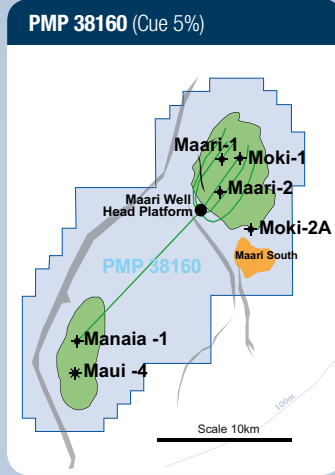 PMP 38160 (Cue 5%)
Maari-1
Moki-1
Maari-2
Maari Well
Head Platform
Moki-2A
Maari South
PMP 38160
Manaia -1
Maui -4
100m
Scale 10km